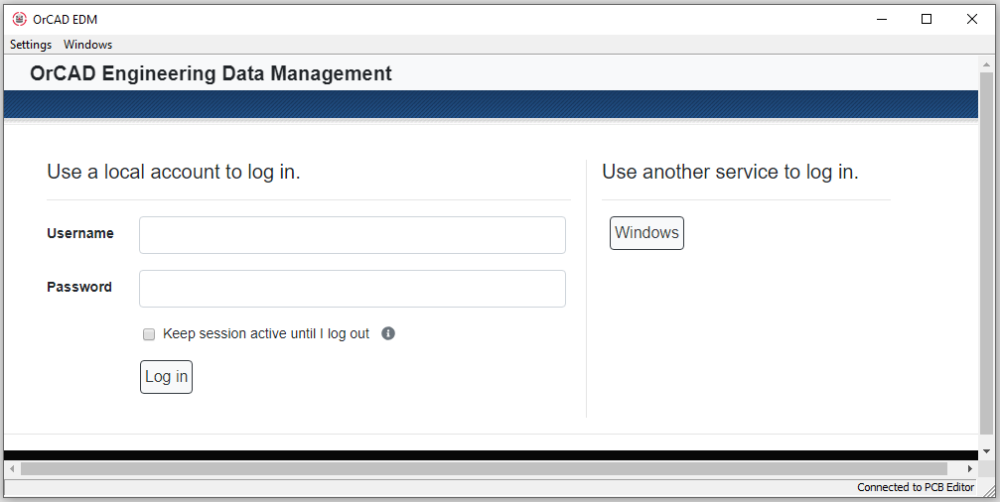 OrCAD EDM
Settings Windows
OrCAD Engineering Data Management
Use a local account to log in.
Username
Password
Keep session active until I log out
Log in
Use another service to log in.
Windows
Connected to PCB Editor